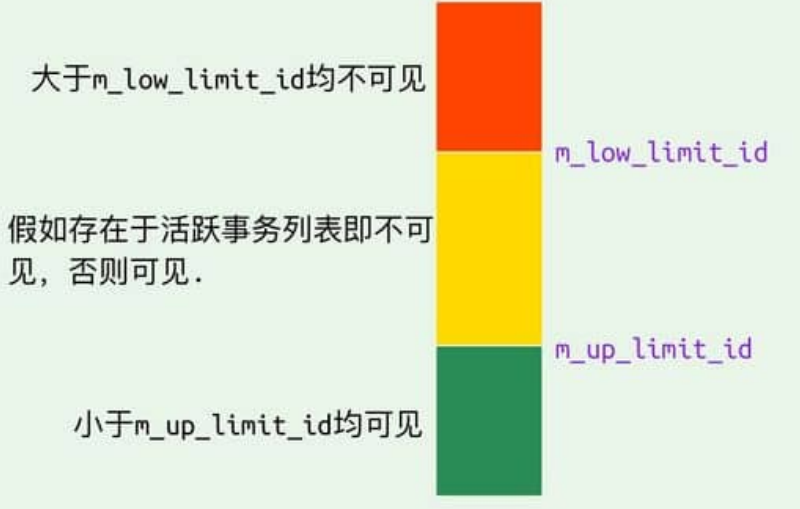 大于m_low_limit_id均不可见
m_low_limit_id
假如存在于活跃事务列表即不可
见，否则可见.
m_up_limit_id
小于m_up_limit_id均可见